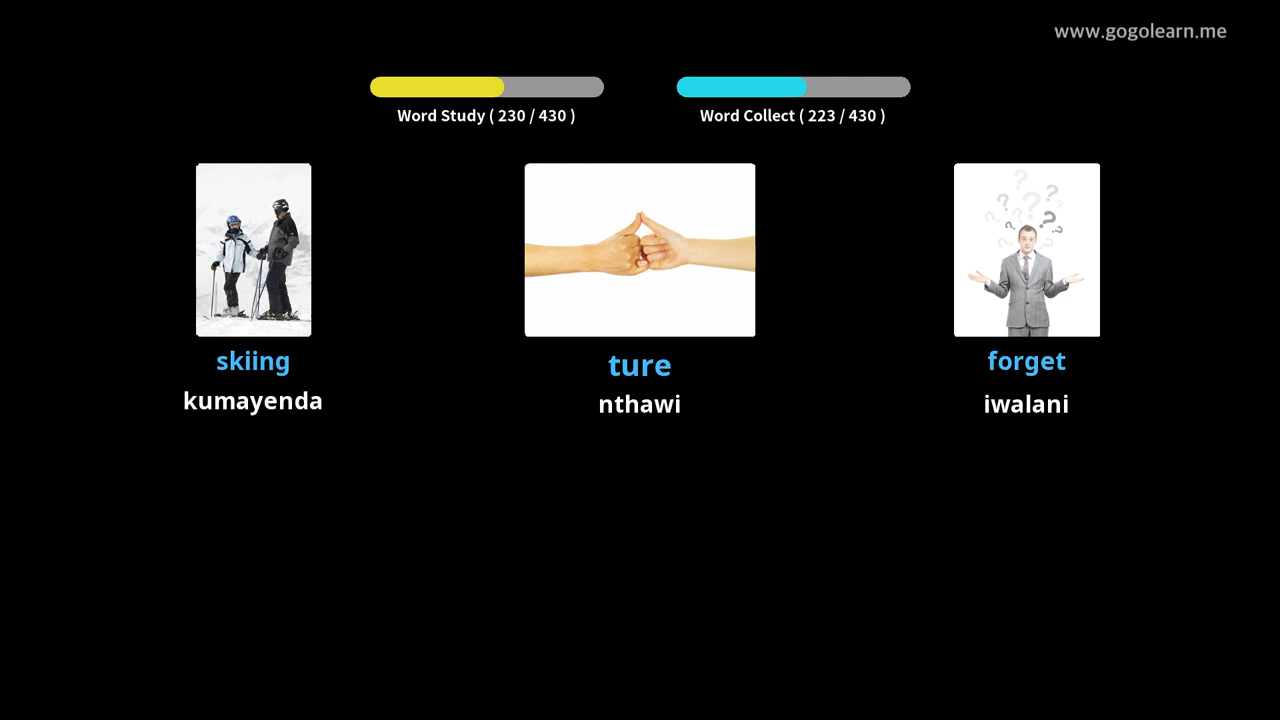 www.gogolearn.me
Word Study ( 230 / 430 )
Word Collect ( 223 / 430 )
skiing
kumayenda
ture
nthawi
forget
iwalani